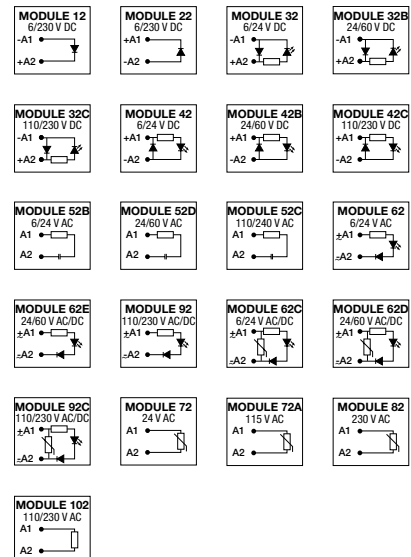 MODULE 12
6/230 V DC
-A1
+A2
MODULE 22
6/230 V DC
+A1
-A2
MODULE 32
6/24 V DC
-A1
+A2
MODULE 32B
24/60 V DC
-A1
+A2
MODULE 32C
110/230 V DC
-A1
+A2
MODULE 42
6/24 V DC
+A1
-A2
MODULE 42B
24/60 V DC
+A1
-A2
MODULE 42C
110/230 V DC
+A1
-A2
MODULE 52B
6/24 V AC
A1
A2
MODULE 52D
24/60 V AC
A1
A2
MODULE 52C
110/240 V AC
A1
A2
MODULE 62
6/24 V AC
±A1
±A2
MODULE 62E
24/60 V AC/DC
±A1
±A2
MODULE 92
110/230 V AC/DC
±A1
±A2
MODULE 62C
6/24 V AC/DC
±A1
±A2
MODULE 62D
24/60 V AC/DC
±A1
±A2
MODULE 92C
110/230 V AC/DC
±A1
±A2
MODULE 72
24 V AC
A1
A2
MODULE 72A
115 V AC
A1
A2
MODULE 82
230 V AC
A1
A2
MODULE 102
110/230 V AC
A1
A2